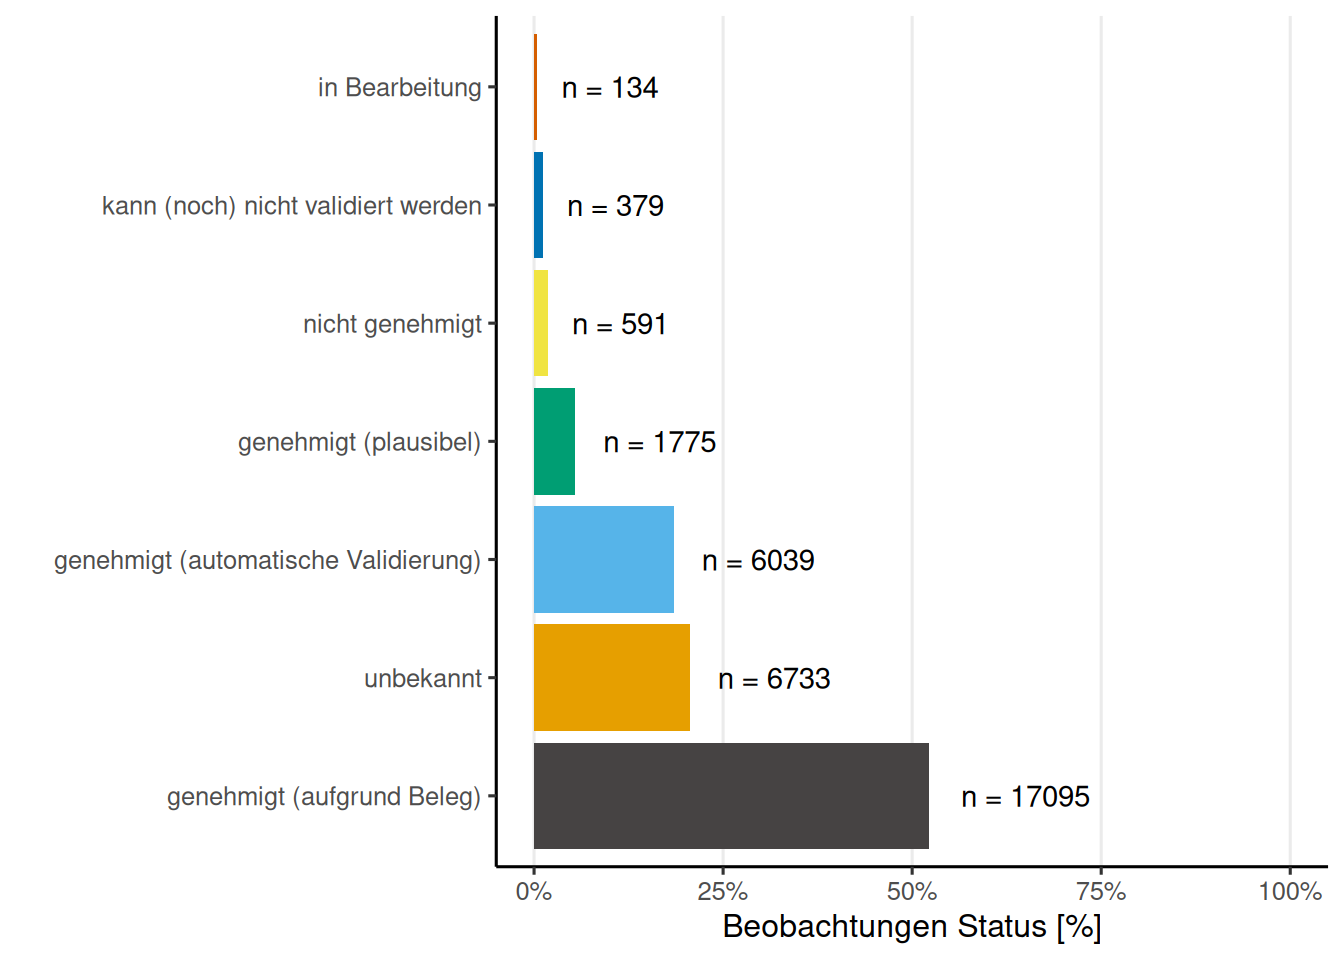 in Bearbeitung
n = 134
kann (noch) nicht validiert werden
n = 379
nicht genehmigt
n = 591
genehmigt (plausibel)
n = 1775
genehmigt (automatische Validierung)
n = 6039
unbekannt
n = 6733
genehmigt (aufgrund Beleg)
n = 17095
0% 25% 50% 75% 100%
Beobachtungen Status [%]